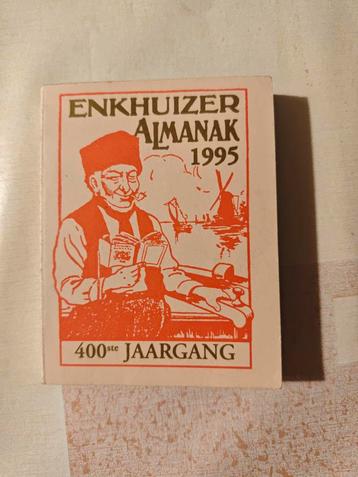 ENKHUIZER
ALMANAK
1995
400ste JAARGANG